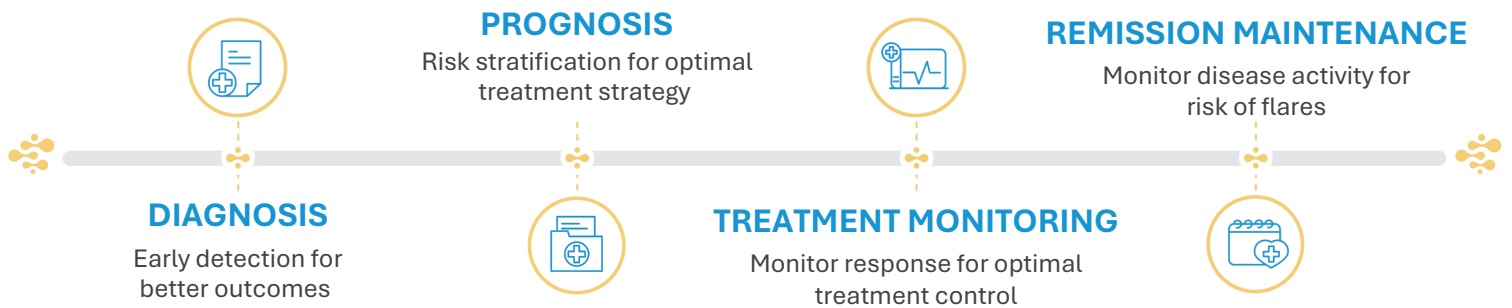 DIAGNOSIS
Early detection for
better outcomes
PROGNOSIS
Risk stratification for optimal
treatment strategy
TREATMENT MONITORING
Monitor response for optimal
treatment control
REMISSION MAINTENANCE
Monitor disease activity for
risk of flares